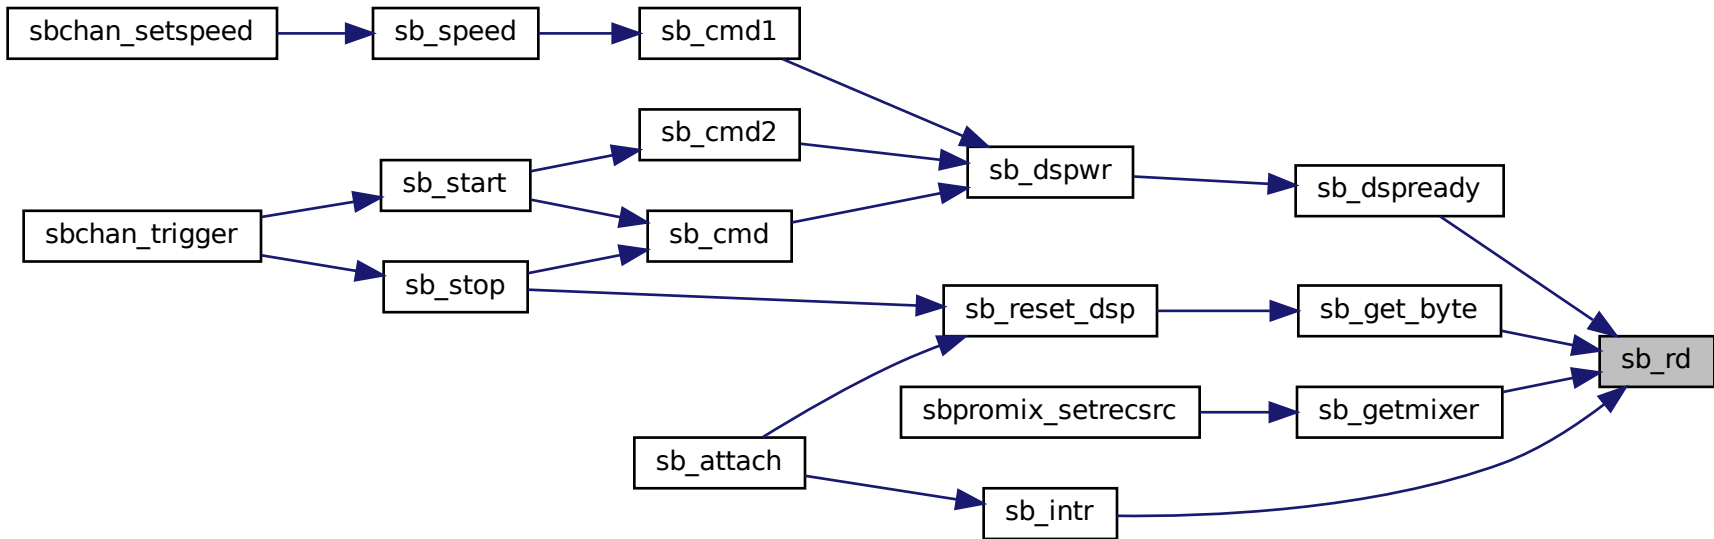 sbchan_setspeed
sb_speed
sb_cmd1
sb_cmd2
sb_dspwr
sb_start
sb_dspready
sbchan_trigger
sb_cmd
sb_stop
sb_reset_dsp
sb_get_byte
sb_rd
sbpromix_setrecsrc
sb_getmixer
sb_attach
sb_intr